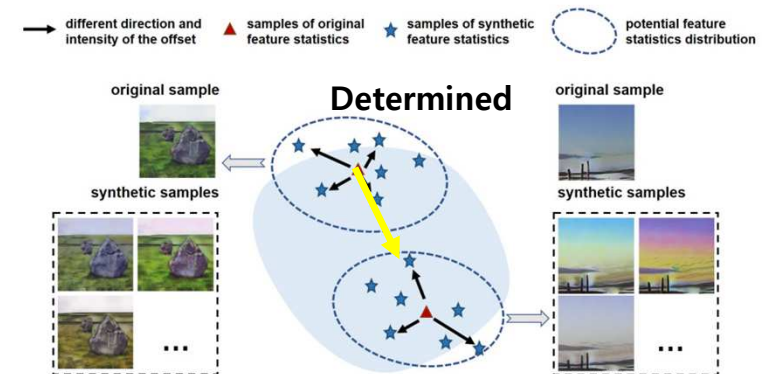 different direction and
intensity of the offset
samples of original
feature statistics
samples of synthetic
feature statistics
potential feature
statistics distribution
original sample
Determined
original sample
synthetic samples
synthetic samples
...
...